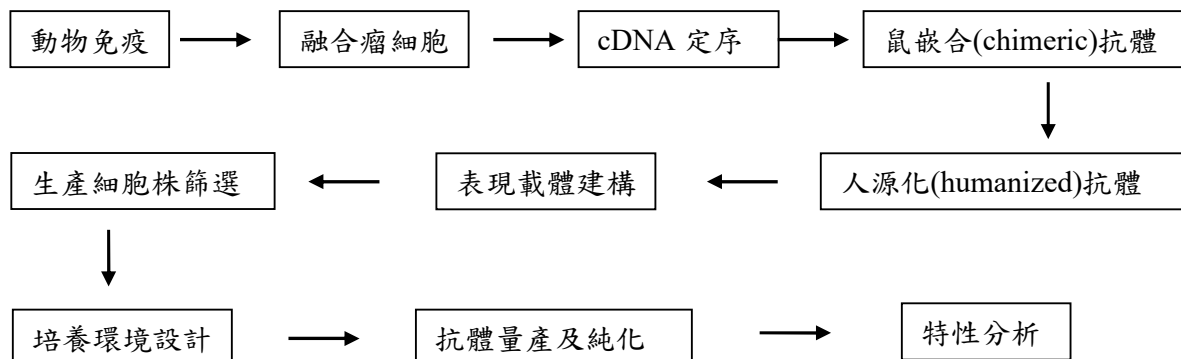 動物免疫
融合瘤細胞
cDNA 定序
鼠嵌合(chimeric)抗體
人源化(humanized)抗體
表現載體建構
生產細胞株篩選
培養環境設計
抗體量產及純化
特性分析